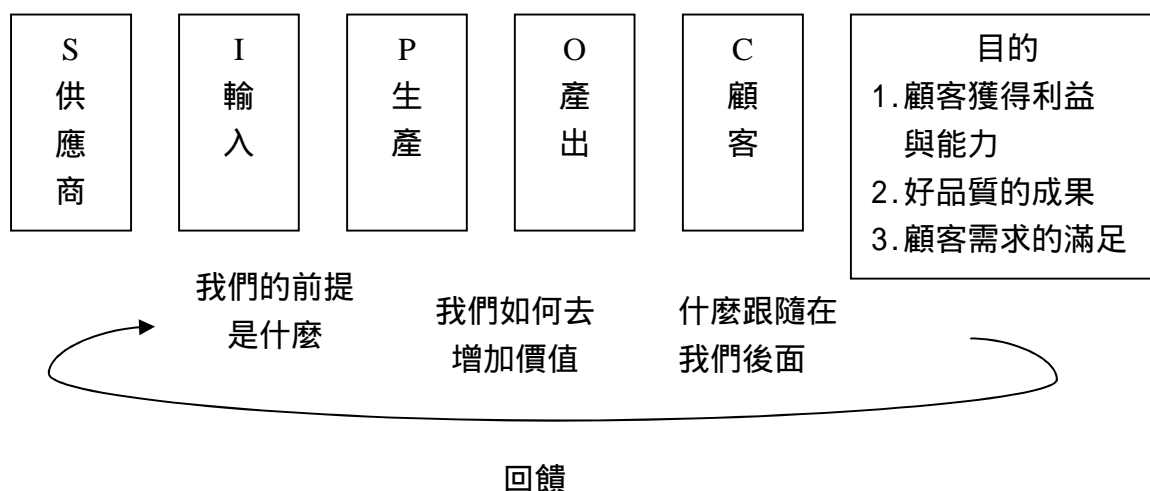 S
供
應
商
I
輸
入
P
生
產
O
產
出
C
顧
客
目的
1.顧客獲得利益
與能力
2.好品質的成果
3.顧客需求的滿足
我們的前提
是什麼
我們如何去
增加價值
什麼跟隨在
我們後面
回饋